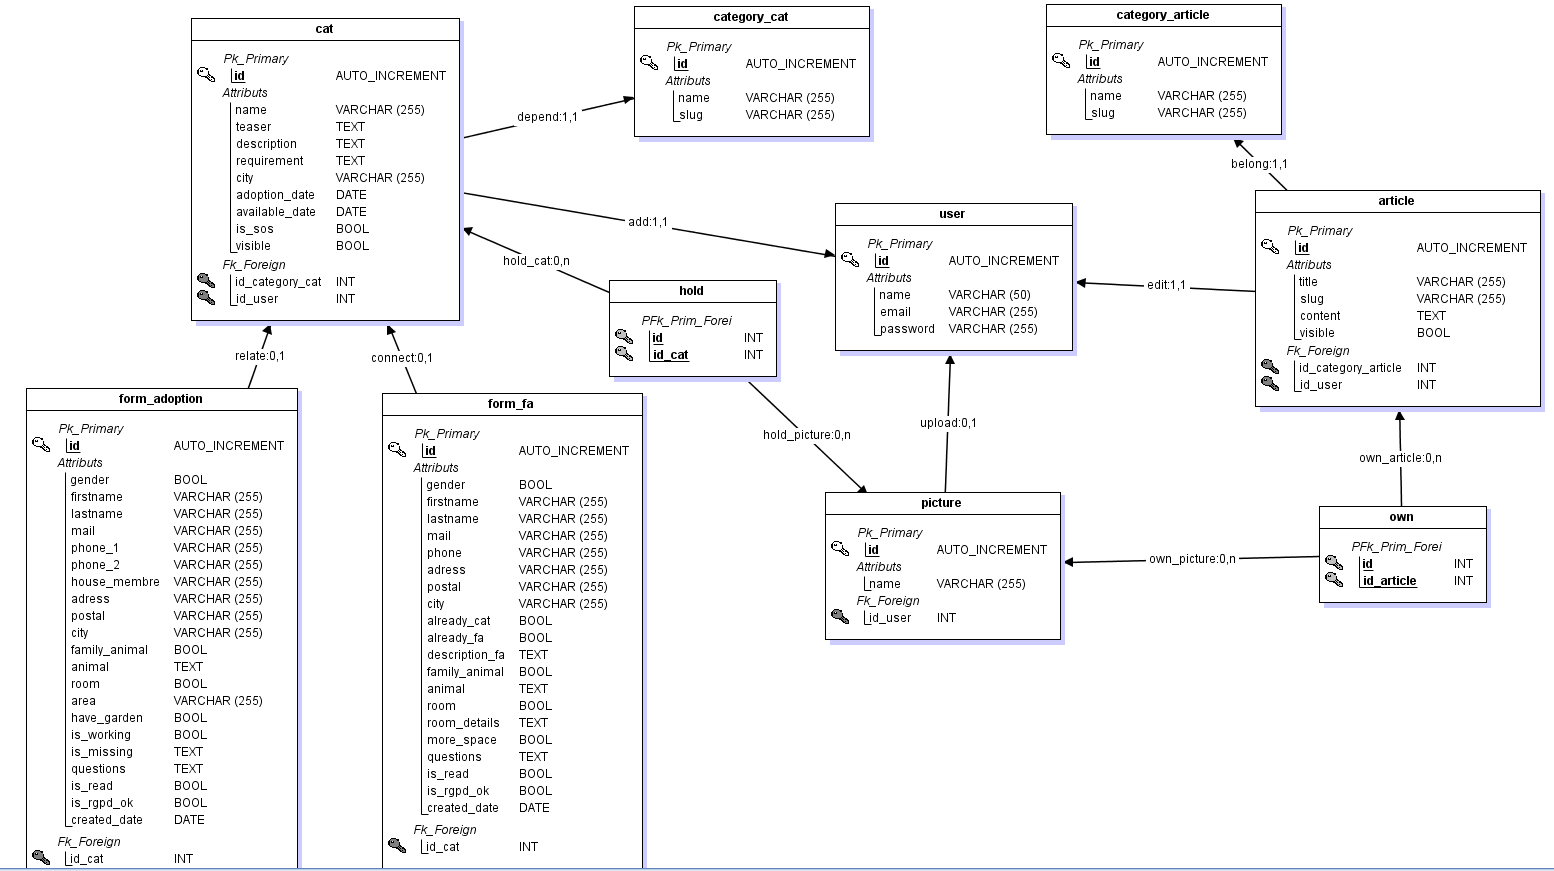 cat
Pk_Primary
id AUTO_INCREMENT
Attributs
name VARCHAR (255)
teaser TEXT
description TEXT
requirement TEXT
city VARCHAR (255)
adoption_date DATE
available_date DATE
is_sos BOOL
visible BOOL
Fk_Foreign
id_category_cat INT
id_user INT
category_cat
Pk_Primary
id AUTO_INCREMENT
Attributs
name VARCHAR (255)
slug VARCHAR (255)
category_article
Pk_Primary
id AUTO_INCREMENT
Attributs
name VARCHAR (255)
slug VARCHAR (255)
depend:1,1
belong:1,1
add:1,1
hold_cat:0,n
edit:1,1
user
Pk_Primary
id AUTO_INCREMENT
Attributs
name VARCHAR (50)
email VARCHAR (255)
password VARCHAR (255)
article
Pk_Primary
id AUTO_INCREMENT
Attributs
title VARCHAR (255)
slug VARCHAR (255)
content TEXT
visible BOOL
Fk_Foreign
id_category_article INT
id_user INT
hold
PFk_Prim_Forei
id INT
id_cat INT
relate:0,1
connect:0,1
hold_picture:0,n
upload:0,1
own_article:0,n
form_adoption
Pk_Primary
id AUTO_INCREMENT
Attributs
gender BOOL
firstname VARCHAR (255)
lastname VARCHAR (255)
mail VARCHAR (255)
phone_1 VARCHAR (255)
phone_2 VARCHAR (255)
house_membre VARCHAR (255)
adress VARCHAR (255)
postal VARCHAR (255)
city VARCHAR (255)
family_animal BOOL
animal TEXT
room BOOL
area VARCHAR (255)
have_garden BOOL
is_working BOOL
is_missing TEXT
questions TEXT
is_read BOOL
is_rgpd_ok BOOL
created_date DATE
Fk_Foreign
id_cat INT
form_fa
Pk_Primary
id AUTO_INCREMENT
Attributs
gender BOOL
firstname VARCHAR (255)
lastname VARCHAR (255)
mail VARCHAR (255)
phone VARCHAR (255)
adress VARCHAR (255)
postal VARCHAR (255)
city VARCHAR (255)
already_cat BOOL
already_fa BOOL
description_fa TEXT
family_animal BOOL
animal TEXT
room BOOL
room_details TEXT
more_space BOOL
questions TEXT
is_read BOOL
is_rgpd_ok BOOL
created_date DATE
Fk_Foreign
id_cat INT
picture
Pk_Primary
id AUTO_INCREMENT
Attributs
name VARCHAR (255)
Fk_Foreign
id_user INT
own_picture:0,n
own
PFk_Prim_Forei
id INT
id_article INT